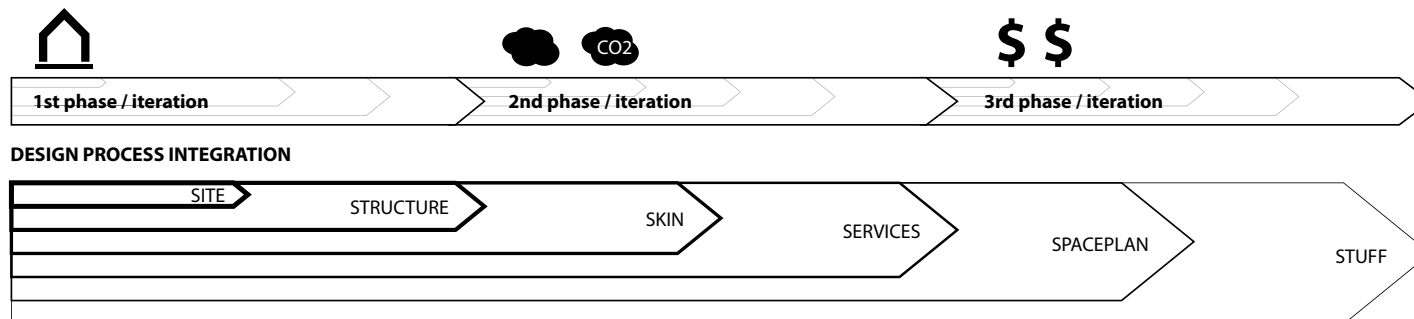 CO2
$ $
1st phase / iteration
2nd phase / iteration
3rd phase / iteration
DESIGN PROCESS INTEGRATION
SITE
STRUCTURE
SKIN
SERVICES
SPACEPLAN
STUFF